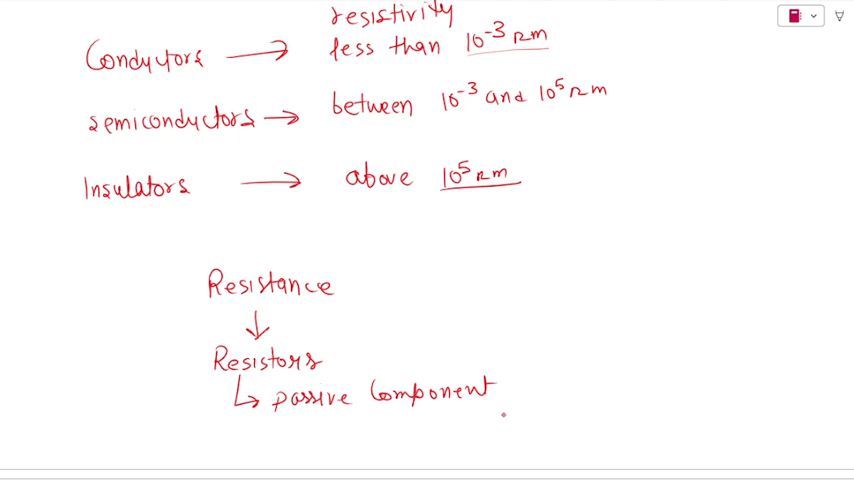 resistivity
Conductors → less than 10⁻³ Ωm
Semiconductors → between 10⁻³ and 10⁵ Ωm
Insulators → above 10⁵ Ωm
Resistance
↓
Resistors
↳ passive Component